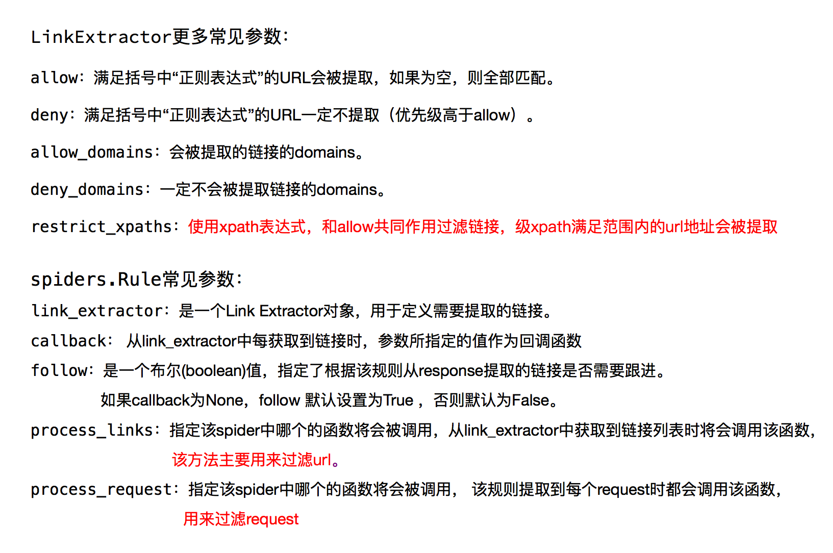 LinkExtractor更多常见参数：
allow：满足括号中“正则表达式”的URL会被提取，如果为空，则全部匹配。
deny：满足括号中“正则表达式”的URL一定不提取（优先级高于allow）。
allow_domains：会被提取的链接的domains。
deny_domains：一定不会被提取链接的domains。
restrict_xpaths：使用xpath表达式，和allow共同作用过滤链接，级xpath满足范围内的url地址会被提取
spiders.Rule常见参数：
link_extractor：是一个Link Extractor对象，用于定义需要提取的链接。
callback： 从link_extractor中每获取到链接时，参数所指定的值作为回调函数
follow：是一个布尔(boolean)值，指定了根据该规则从response提取的链接是否需要跟进。
如果callback为None，follow 默认设置为True ，否则默认为False。
process_links：指定该spider中哪个的函数将会被调用，从link_extractor中获取到链接列表时将会调用该函数，
该方法主要用来过滤url。
process_request：指定该spider中哪个的函数将会被调用， 该规则提取到每个request时都会调用该函数，
用来过滤request